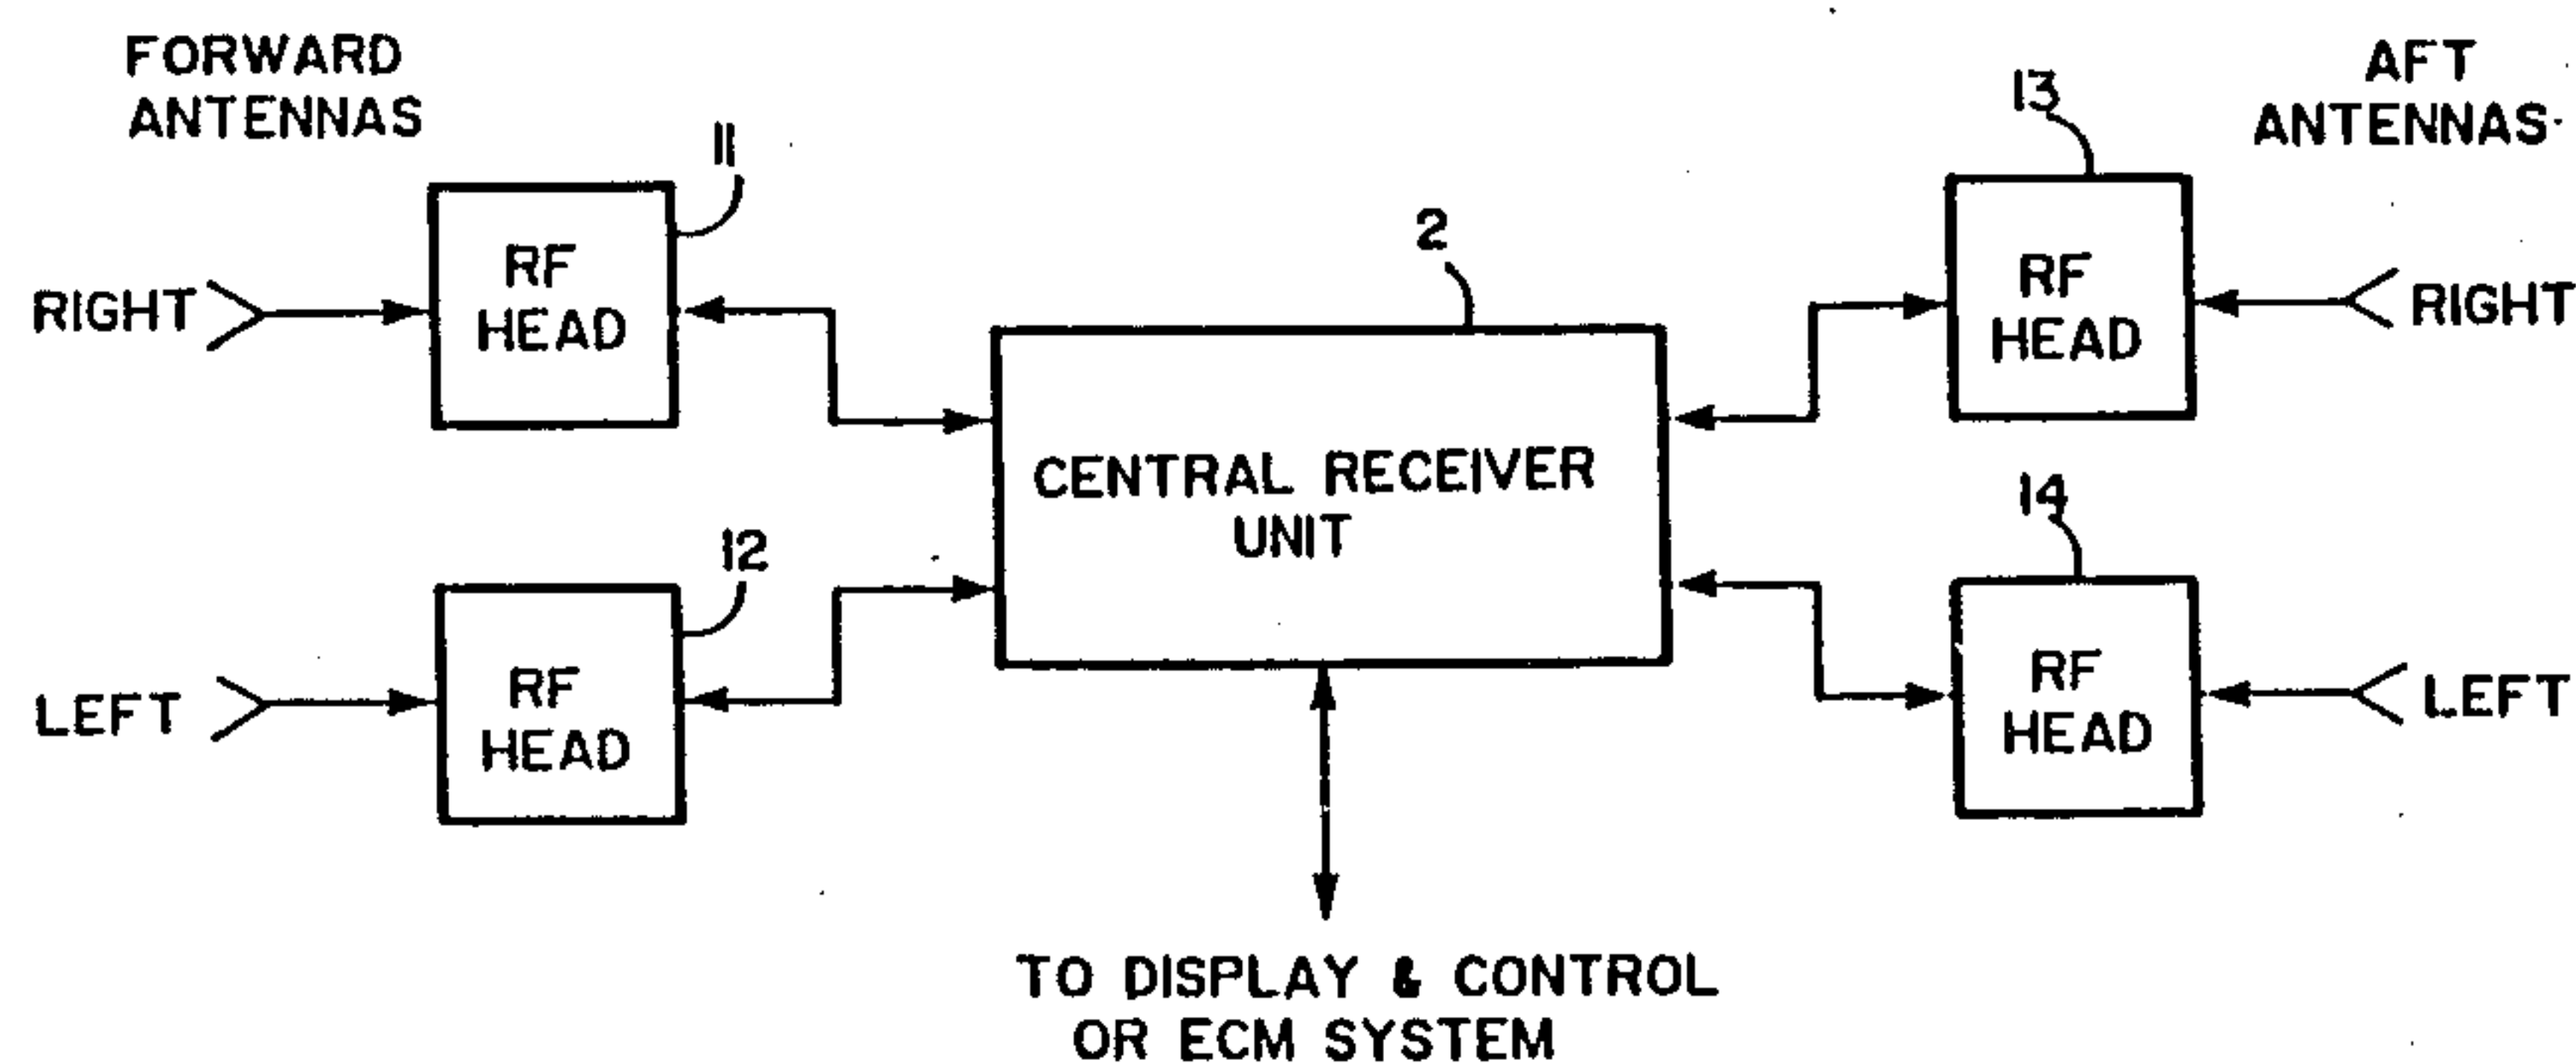 FORWARD
ANTENNAS
AFT
ANTENNAS
11
13
RIGHT
RF
HEAD
2
RF
HEAD
RIGHT
CENTRAL RECEIVER
UNIT
12
14
LEFT
RF
HEAD
RF
HEAD
LEFT
TO DISPLAY & CONTROL
OR ECM SYSTEM